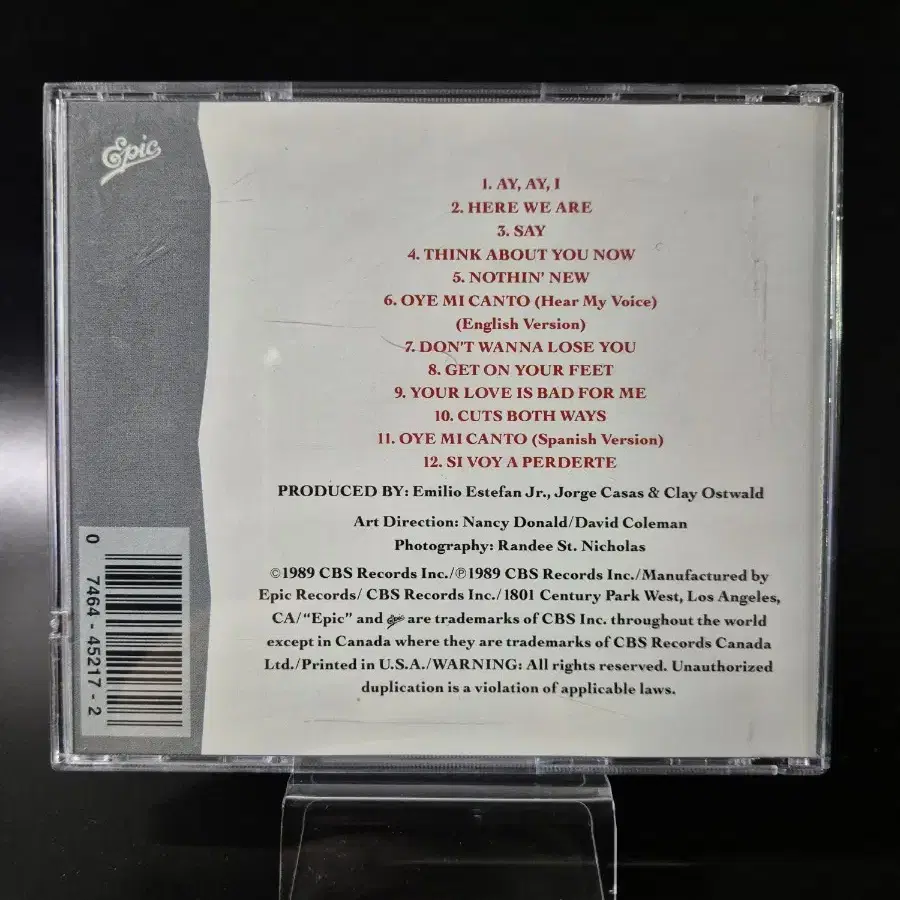 Epic
1. AY, AY, I
2. HERE WE ARE
3. SAY
4. THINK ABOUT YOU NOW
5. NOTHIN' NEW
6. OYE MI CANTO (Hear My Voice)
(English Version)
7. DON'T WANNA LOSE YOU
8. GET ON YOUR FEET
9. YOUR LOVE IS BAD FOR ME
10. CUTS BOTH WAYS
11. OYE MI CANTO (Spanish Version)
12. SI VOY A PERDERTE
PRODUCED BY: Emilio Estefan Jr., Jorge Casas & Clay Ostwald
Art Direction: Nancy Donald/David Coleman
Photography: Randee St. Nicholas
©1989 CBS Records Inc./℗1989 CBS Records Inc./Manufactured by
Epic Records/ CBS Records Inc./1801 Century Park West, Los Angeles,
CA/"Epic" and Epic are trademarks of CBS Inc. throughout the world
except in Canada where they are trademarks of CBS Records Canada
Ltd./Printed in U.S.A./WARNING: All rights reserved. Unauthorized
duplication is a violation of applicable laws.
0 7464-45217-2